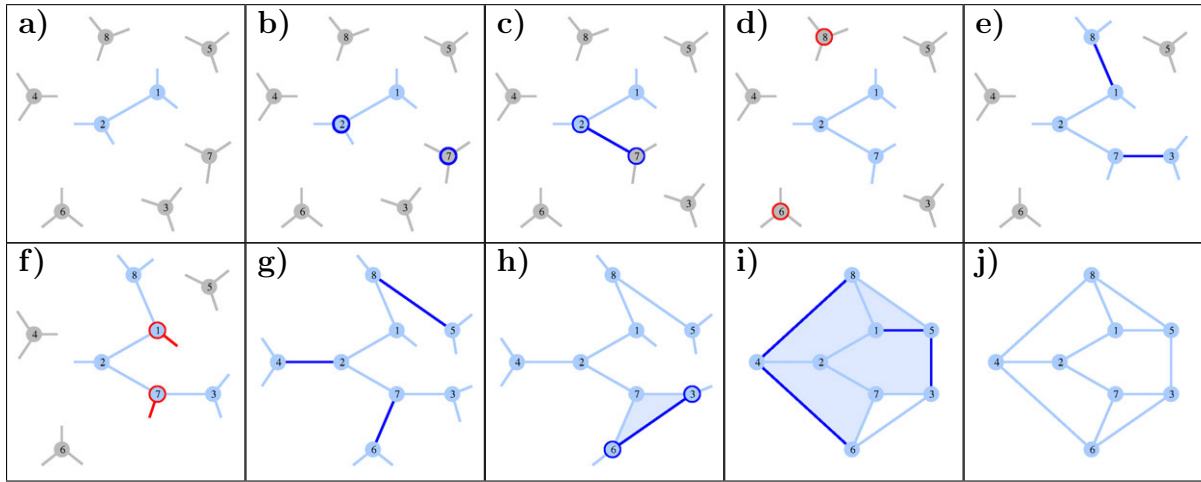 a) b) c) d) e)
8 8 8 8 8
5 5 5 5 5
4 1 4 1 4 1 4 1 4 1
2 2 2 2 2
7 7 7 7 7 3
6 3 6 3 6 3 6 3 6
f) g) h) i) j)
8 8 8 8 8
5
4 1 1 5 1 5 1 5 1 5
2 4 2 4 2 4 2 4 2
7 3 7 3 7 3 7 3 7 3
6 6 6 6 6